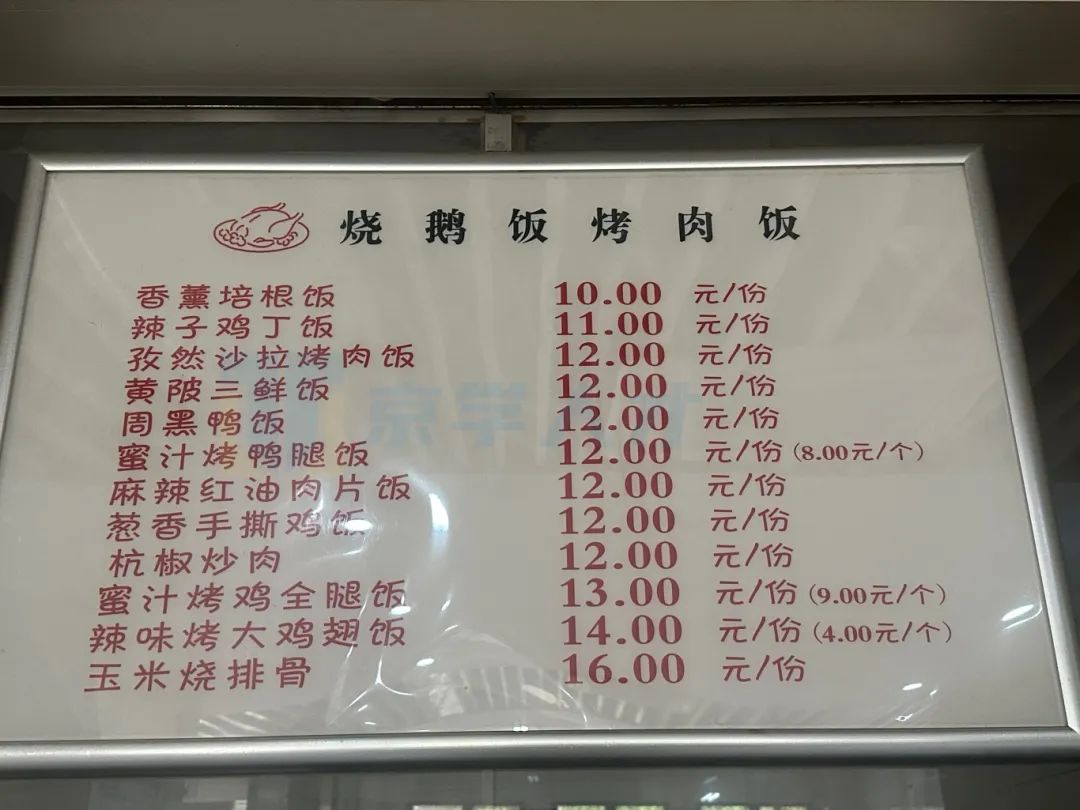 烧鹅饭烤肉饭
香薰培根饭 10.00 元/份
辣子鸡丁饭 11.00 元/份
孜然沙拉烤肉饭 12.00 元/份
黄陂三鲜饭 12.00 元/份
周黑鸭饭 12.00 元/份
蜜汁烤鸭腿饭 12.00 元/份 (8.00元/个)
麻辣红油肉片饭 12.00 元/份
葱香手撕鸡饭 12.00 元/份
杭椒炒肉 12.00 元/份
蜜汁烤鸡全腿饭 13.00 元/份 (9.00元/个)
辣味烤大鸡翅饭 14.00 元/份 (4.00元/个)
玉米烧排骨 16.00 元/份